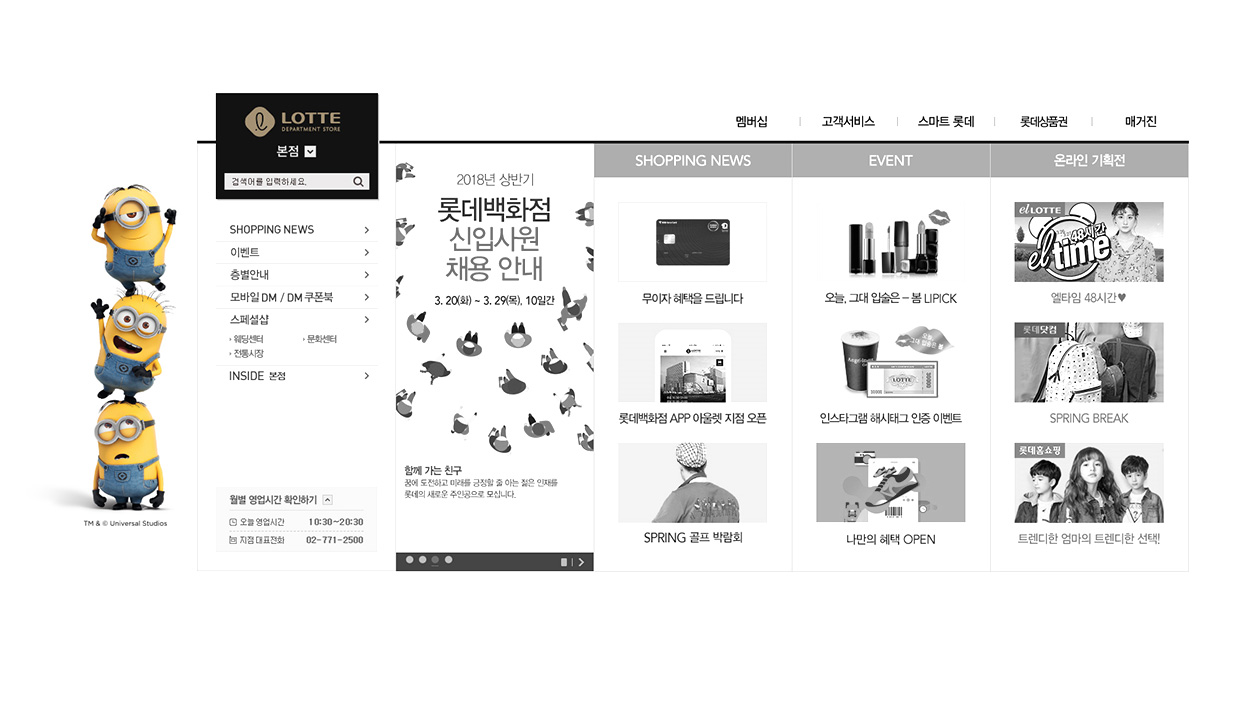 LOTTE
DEPARTMENT STORE
본점
검색어를 입력하세요.
멤버십
고객서비스
스마트 롯데
롯데상품권
매거진
SHOPPING NEWS
이벤트
층별안내
모바일 DM / DM 쿠폰북
스페셜샵
웨딩센터
문화센터
전통시장
INSIDE 본점
월별 영업시간 확인하기
오늘 영업시간 10:30~20:30
지점 대표전화 02-771-2500
TM & © Universal Studios
2018년 상반기
롯데백화점
신입사원
채용 안내
3. 20(화) ~ 3. 29(목), 10일간
함께 가는 친구
꿈에 도전하고 미래를 긍정할 줄 아는 젊은 인재를
롯데의 새로운 주인공으로 모십니다.
SHOPPING NEWS
무이자 혜택을 드립니다
롯데백화점 APP 아울렛 지점 오픈
SPRING 골프 박람회
EVENT
오늘, 그대 입술은 – 봄 LIPICK
그대 입술은 봄
LOTTE
인스타그램 해시태그 인증 이벤트
나만의 혜택 OPEN
온라인 기획전
el LOTTE
48시간
el time
엘타임 48시간♥
롯데닷컴
SPRING BREAK
롯데홈쇼핑
트렌디한 엄마의 트렌디한 선택!